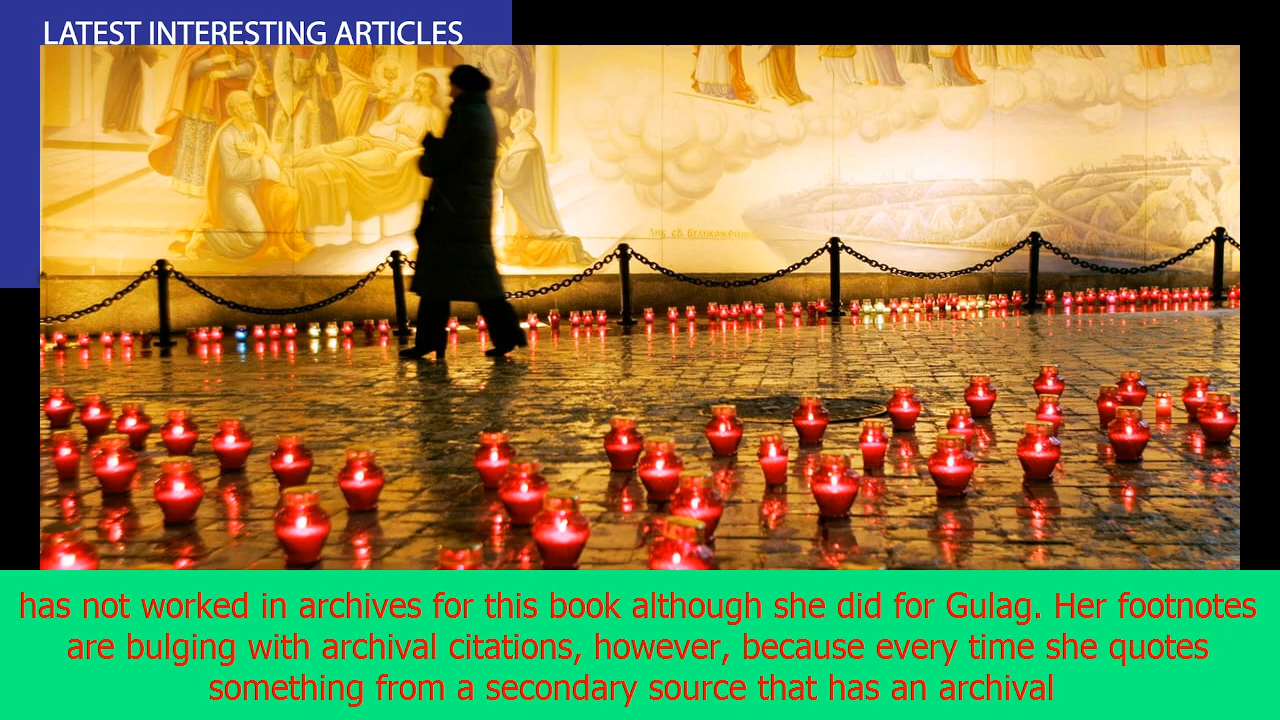 LATEST INTERESTING ARTICLES
has not worked in archives for this book although she did for Gulag. Her footnotes
are bulging with archival citations, however, because every time she quotes
something from a secondary source that has an archival